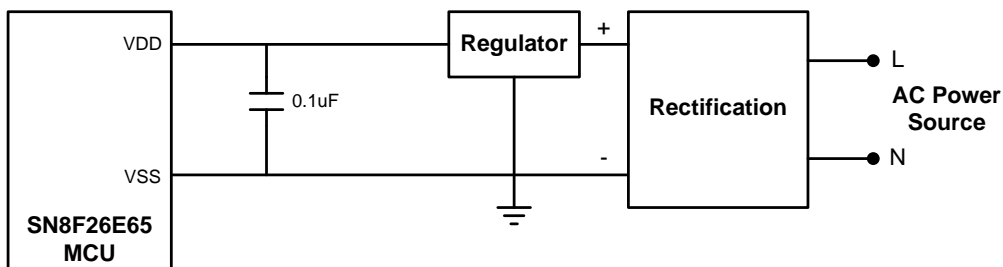 VDD
Regulator
+
L
0.1uF
Rectification
AC Power
Source
-
N
VSS
SN8F26E65
MCU